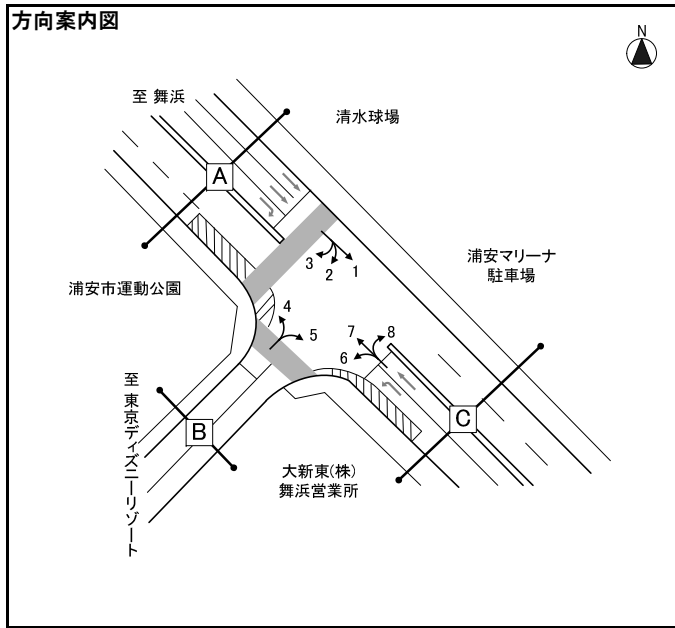 方向案内図
N
至 舞浜
清水球場
A
浦安マリーナ
駐車場
3
2
1
浦安市運動公園
4
5
7
8
6
至 東京ディズニーリゾート
B
C
大新東(株)
舞浜営業所